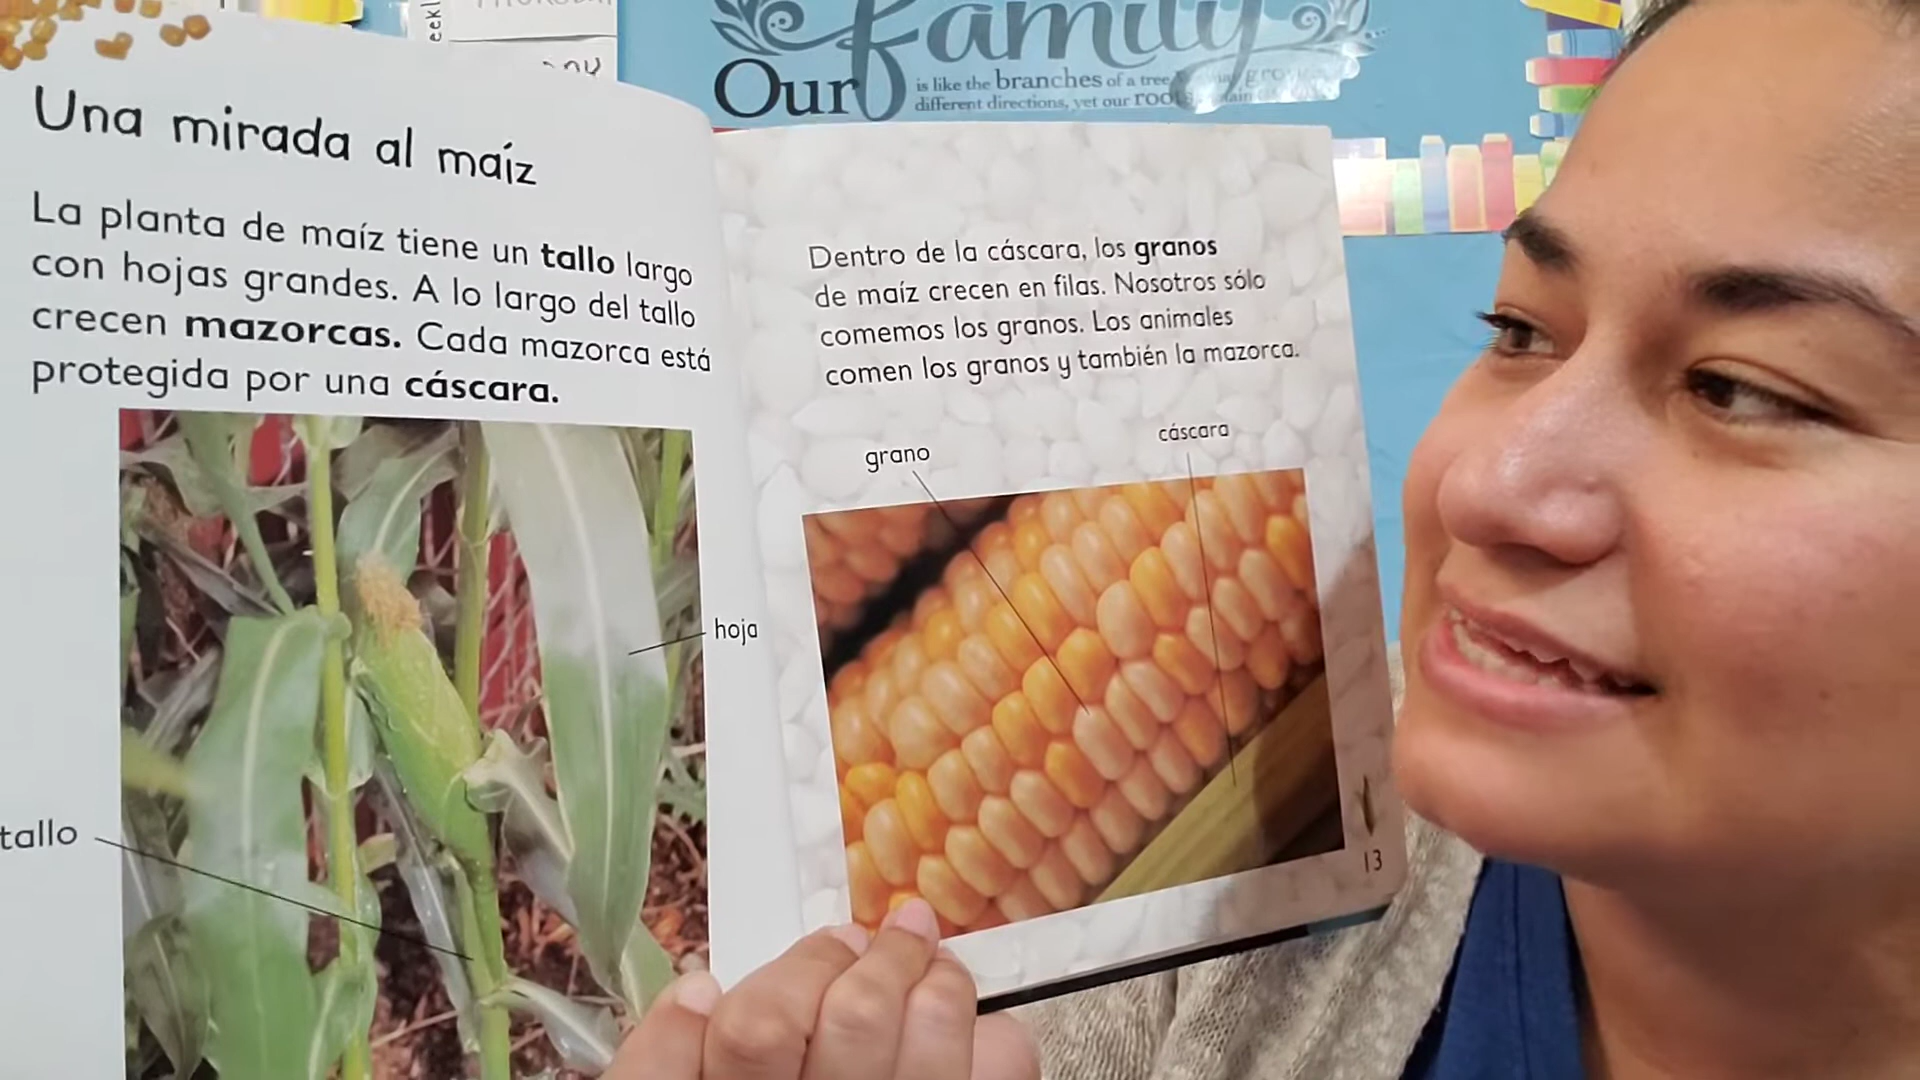 Family
Our
is like the branches of a tree
different directions, yet our
Una mirada al maíz
La planta de maíz tiene un tallo largo
con hojas grandes. A lo largo del tallo
crecen mazorcas. Cada mazorca está
protegida por una cáscara.
hoja
tallo
Dentro de la cáscara, los granos
de maíz crecen en filas. Nosotros sólo
comemos los granos. Los animales
comen los granos y también la mazorca.
grano
cáscara
13